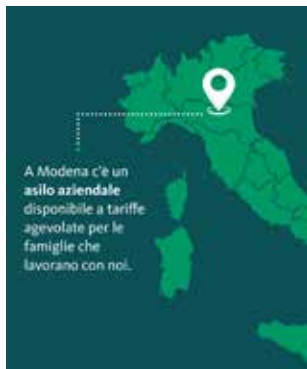 A Modena c'è un
asilo aziendale
disponibile a tariffe
agevolate per le
famiglie che
lavorano con noi.